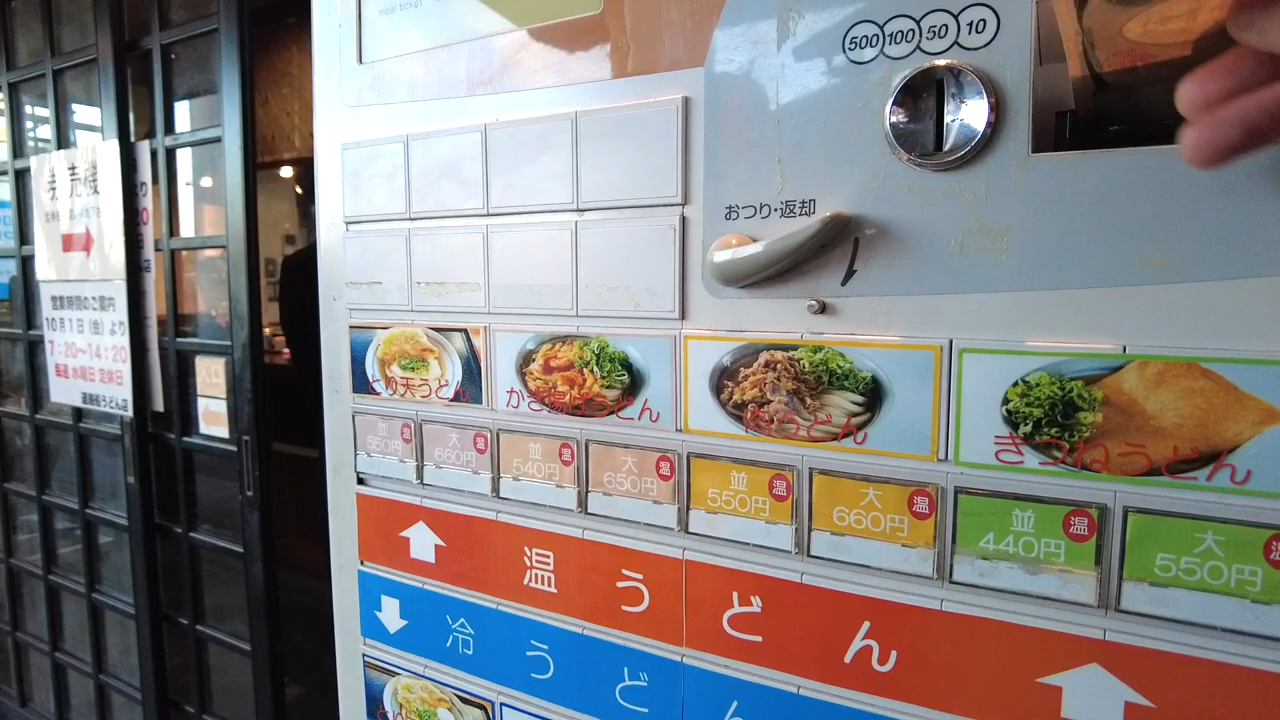 meal ticket
500 100 50 10
おつり・返却
券売機
営業時間のご案内
10月1日（金）より
7:20～14:20
毎週 水曜日 定休日
入口
とり天うどん
かき揚げうどん
肉うどん
きつねうどん
並 温
550円
大 温
660円
並 温
540円
大 温
650円
並 温
550円
大 温
660円
並 温
440円
大 温
550円
温うどん
冷うど